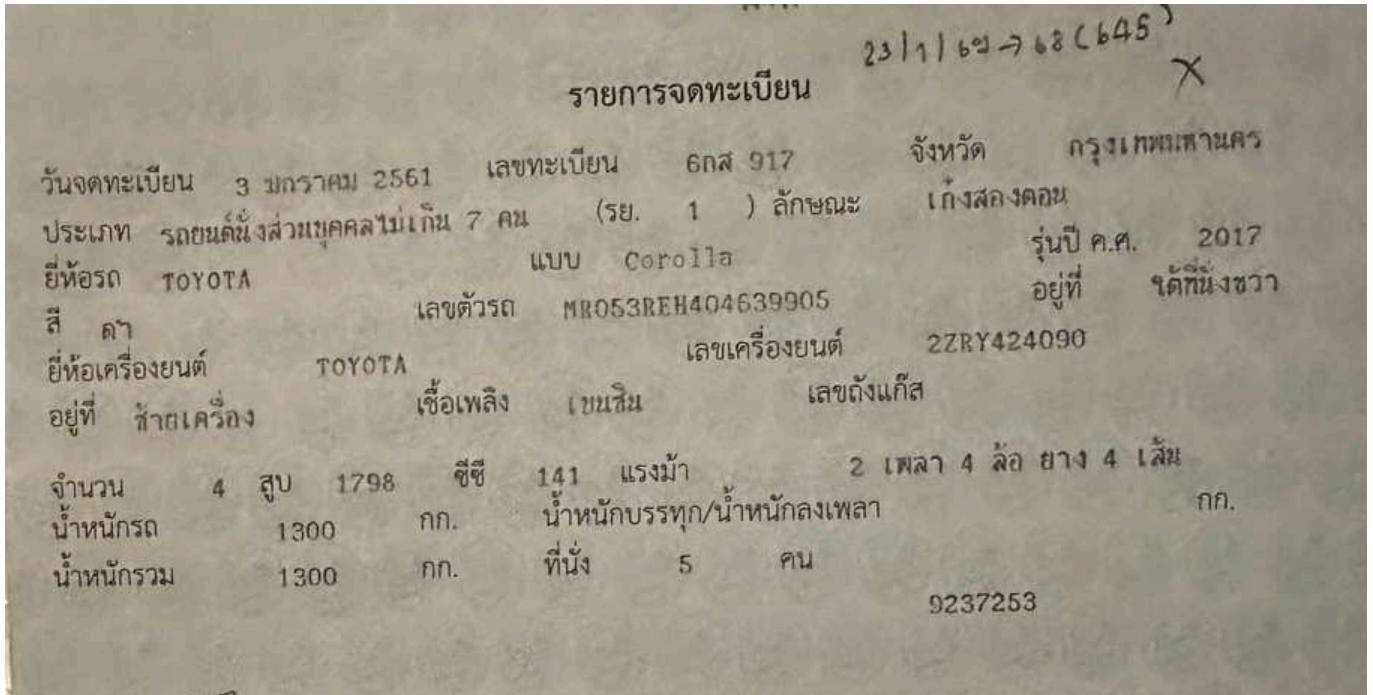 23/1/62→68(645)
X
รายการจดทะเบียน
วันจดทะเบียน 3 มกราคม 2561 เลขทะเบียน 6กส 917 จังหวัด กรุงเทพมหานคร
ประเภท รถยนต์นั่งส่วนบุคคลไม่เกิน 7 คน (รย. 1 ) ลักษณะ เก๋งสองตอน
ยี่ห้อรถ TOYOTA แบบ Corolla รุ่นปี ค.ศ. 2017
สี ดำ เลขตัวรถ MR053REH404639905 อยู่ที่ ใต้ที่นั่งขวา
ยี่ห้อเครื่องยนต์ TOYOTA เลขเครื่องยนต์ 2ZRY424090
อยู่ที่ ซ้ายเครื่อง เชื้อเพลิง เบนซิน เลขถังแก๊ส
จำนวน 4 สูบ 1798 ซีซี 141 แรงม้า 2 เพลา 4 ล้อ ยาง 4 เส้น
น้ำหนักรถ 1300 กก. น้ำหนักบรรทุก/น้ำหนักลงเพลา กก.
น้ำหนักรวม 1300 กก. ที่นั่ง 5 คน
9237253